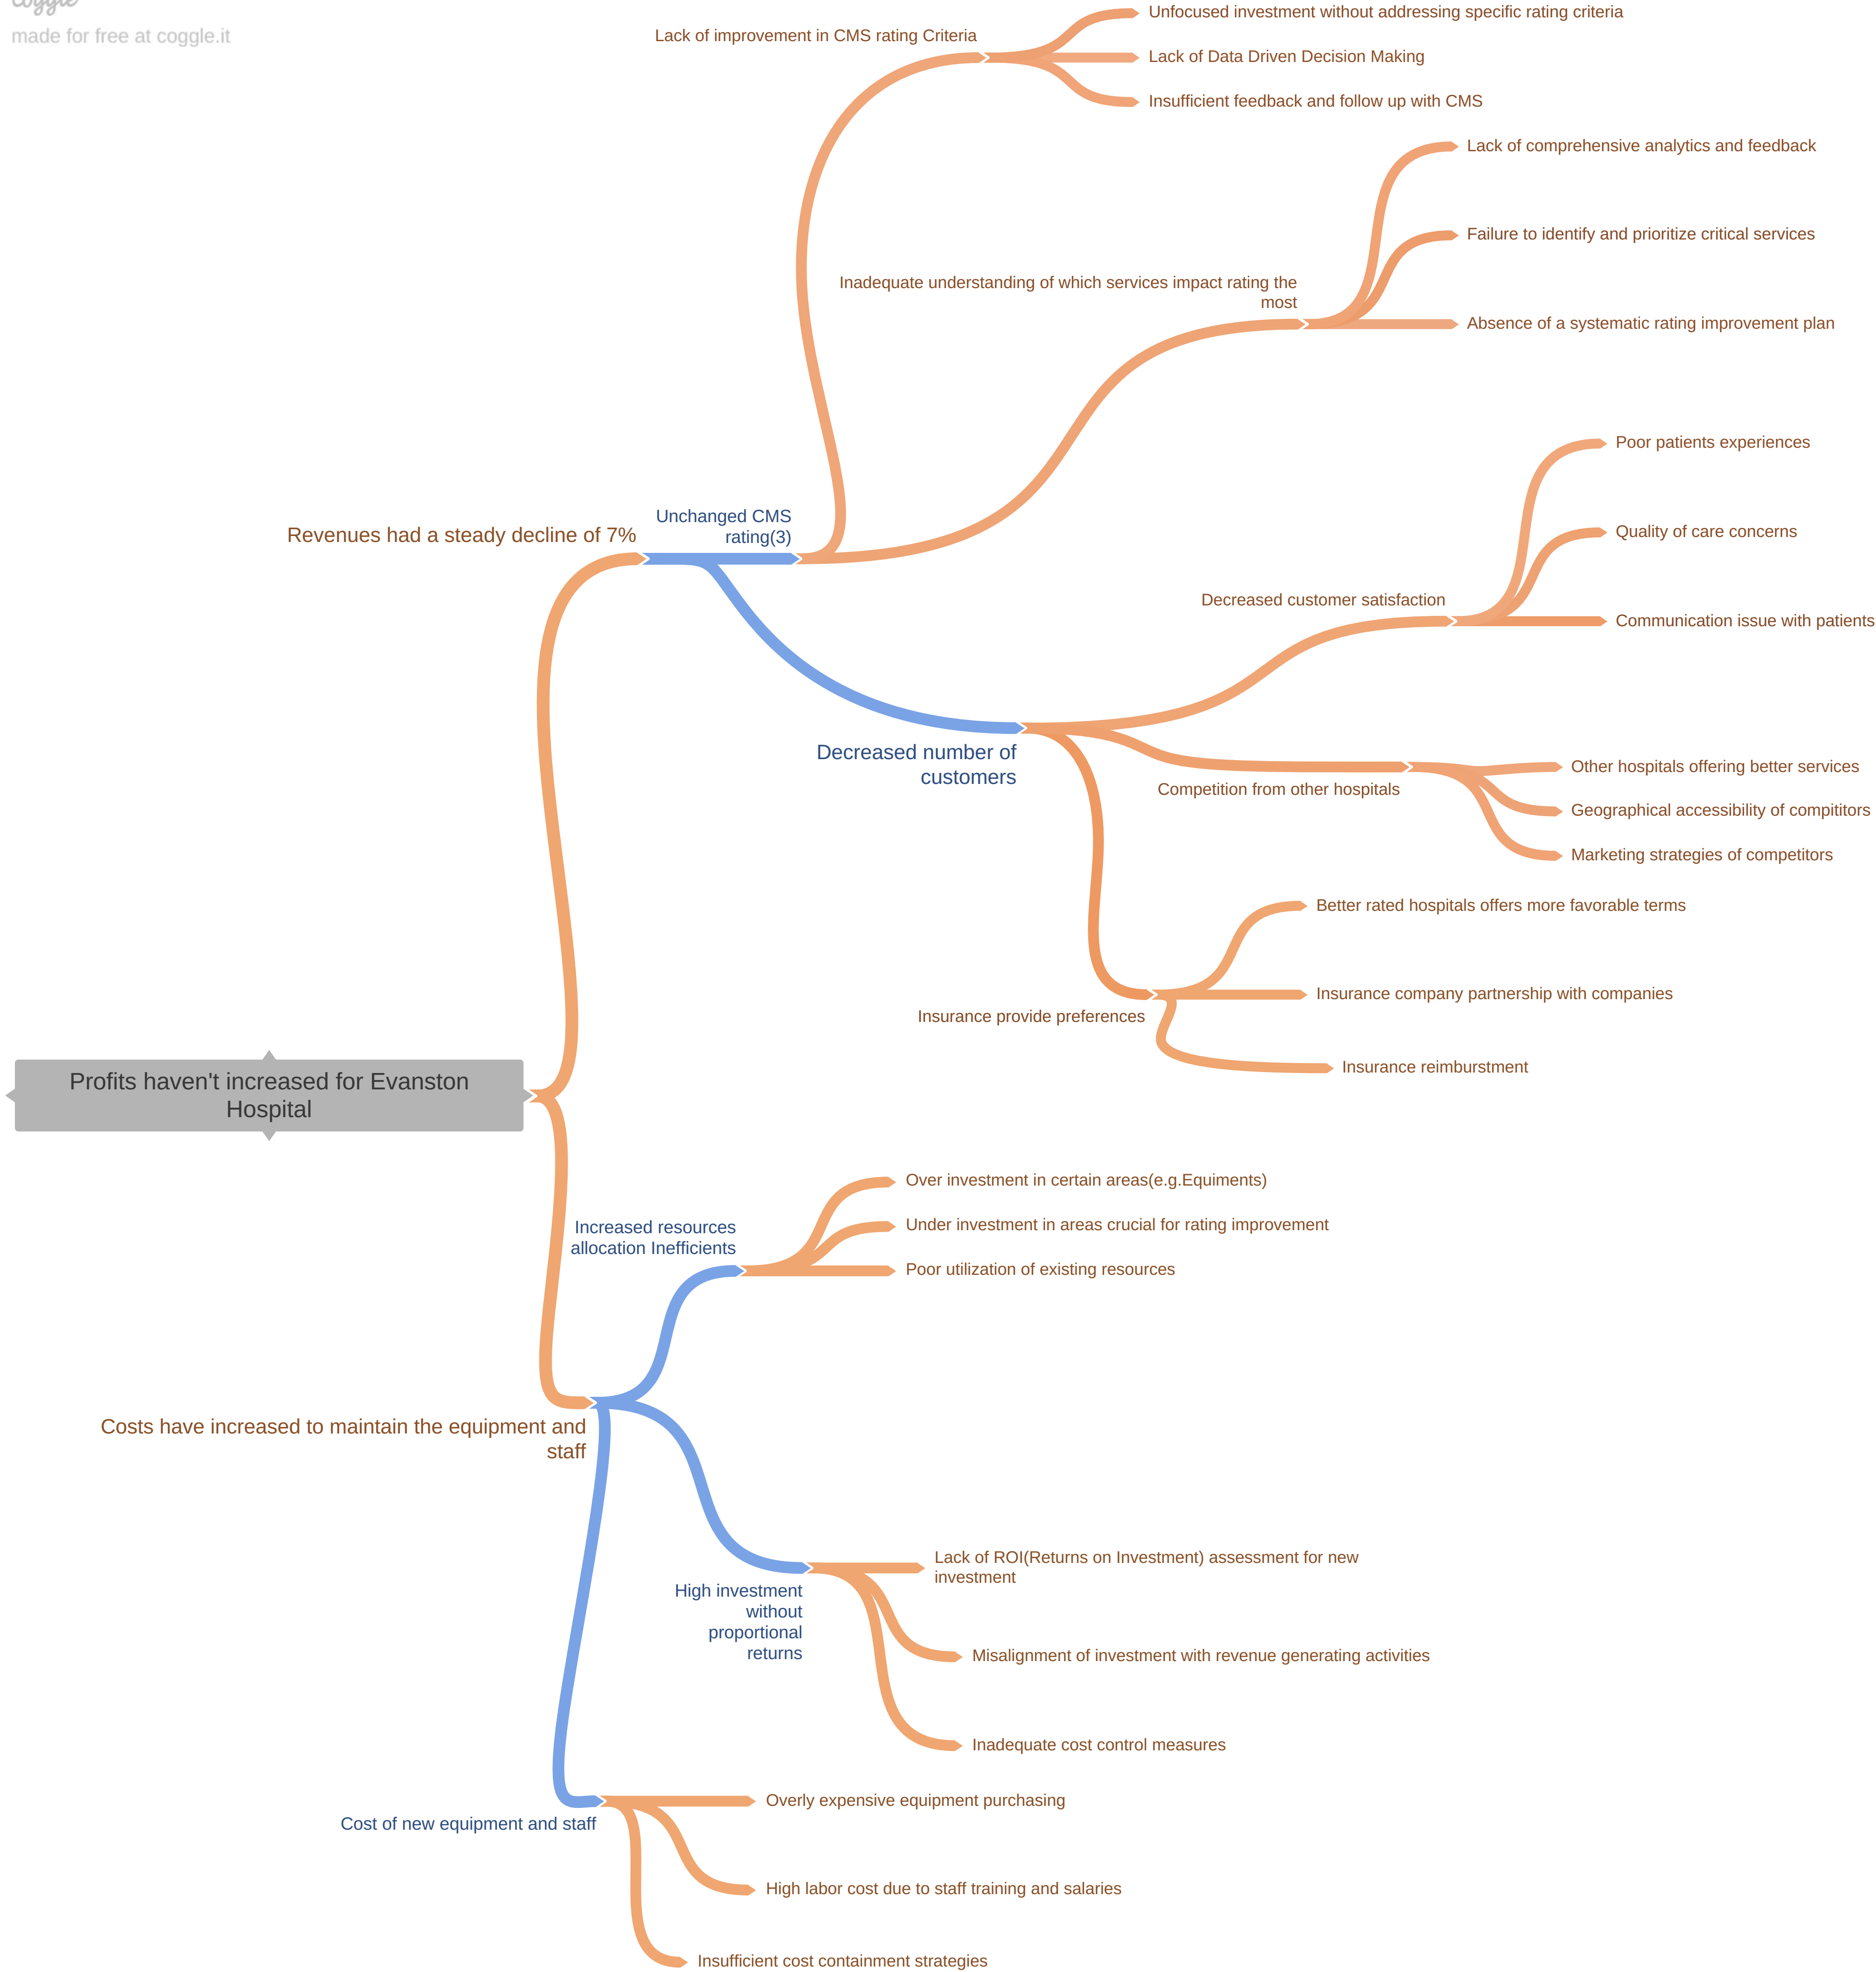 coggle
made for free at coggle.it
Unfocused investment without addressing specific rating criteria
Lack of improvement in CMS rating Criteria
Lack of Data Driven Decision Making
Insufficient feedback and follow up with CMS
Lack of comprehensive analytics and feedback
Failure to identify and prioritize critical services
Inadequate understanding of which services impact rating the
most
Absence of a systematic rating improvement plan
Poor patients experiences
Revenues had a steady decline of 7%
Unchanged CMS
rating(3)
Quality of care concerns
Decreased customer satisfaction
Communication issue with patients
Decreased number of
customers
Other hospitals offering better services
Competition from other hospitals
Geographical accessibility of compititors
Marketing strategies of competitors
Better rated hospitals offers more favorable terms
Insurance company partnership with companies
Insurance provide preferences
Insurance reimburstment
Profits haven't increased for Evanston
Hospital
Over investment in certain areas(e.g.Equiments)
Increased resources
allocation Inefficients
Under investment in areas crucial for rating improvement
Poor utilization of existing resources
Costs have increased to maintain the equipment and
staff
Lack of ROI(Returns on Investment) assessment for new
investment
High investment
without
proportional
returns
Misalignment of investment with revenue generating activities
Inadequate cost control measures
Overly expensive equipment purchasing
Cost of new equipment and staff
High labor cost due to staff training and salaries
Insufficient cost containment strategies